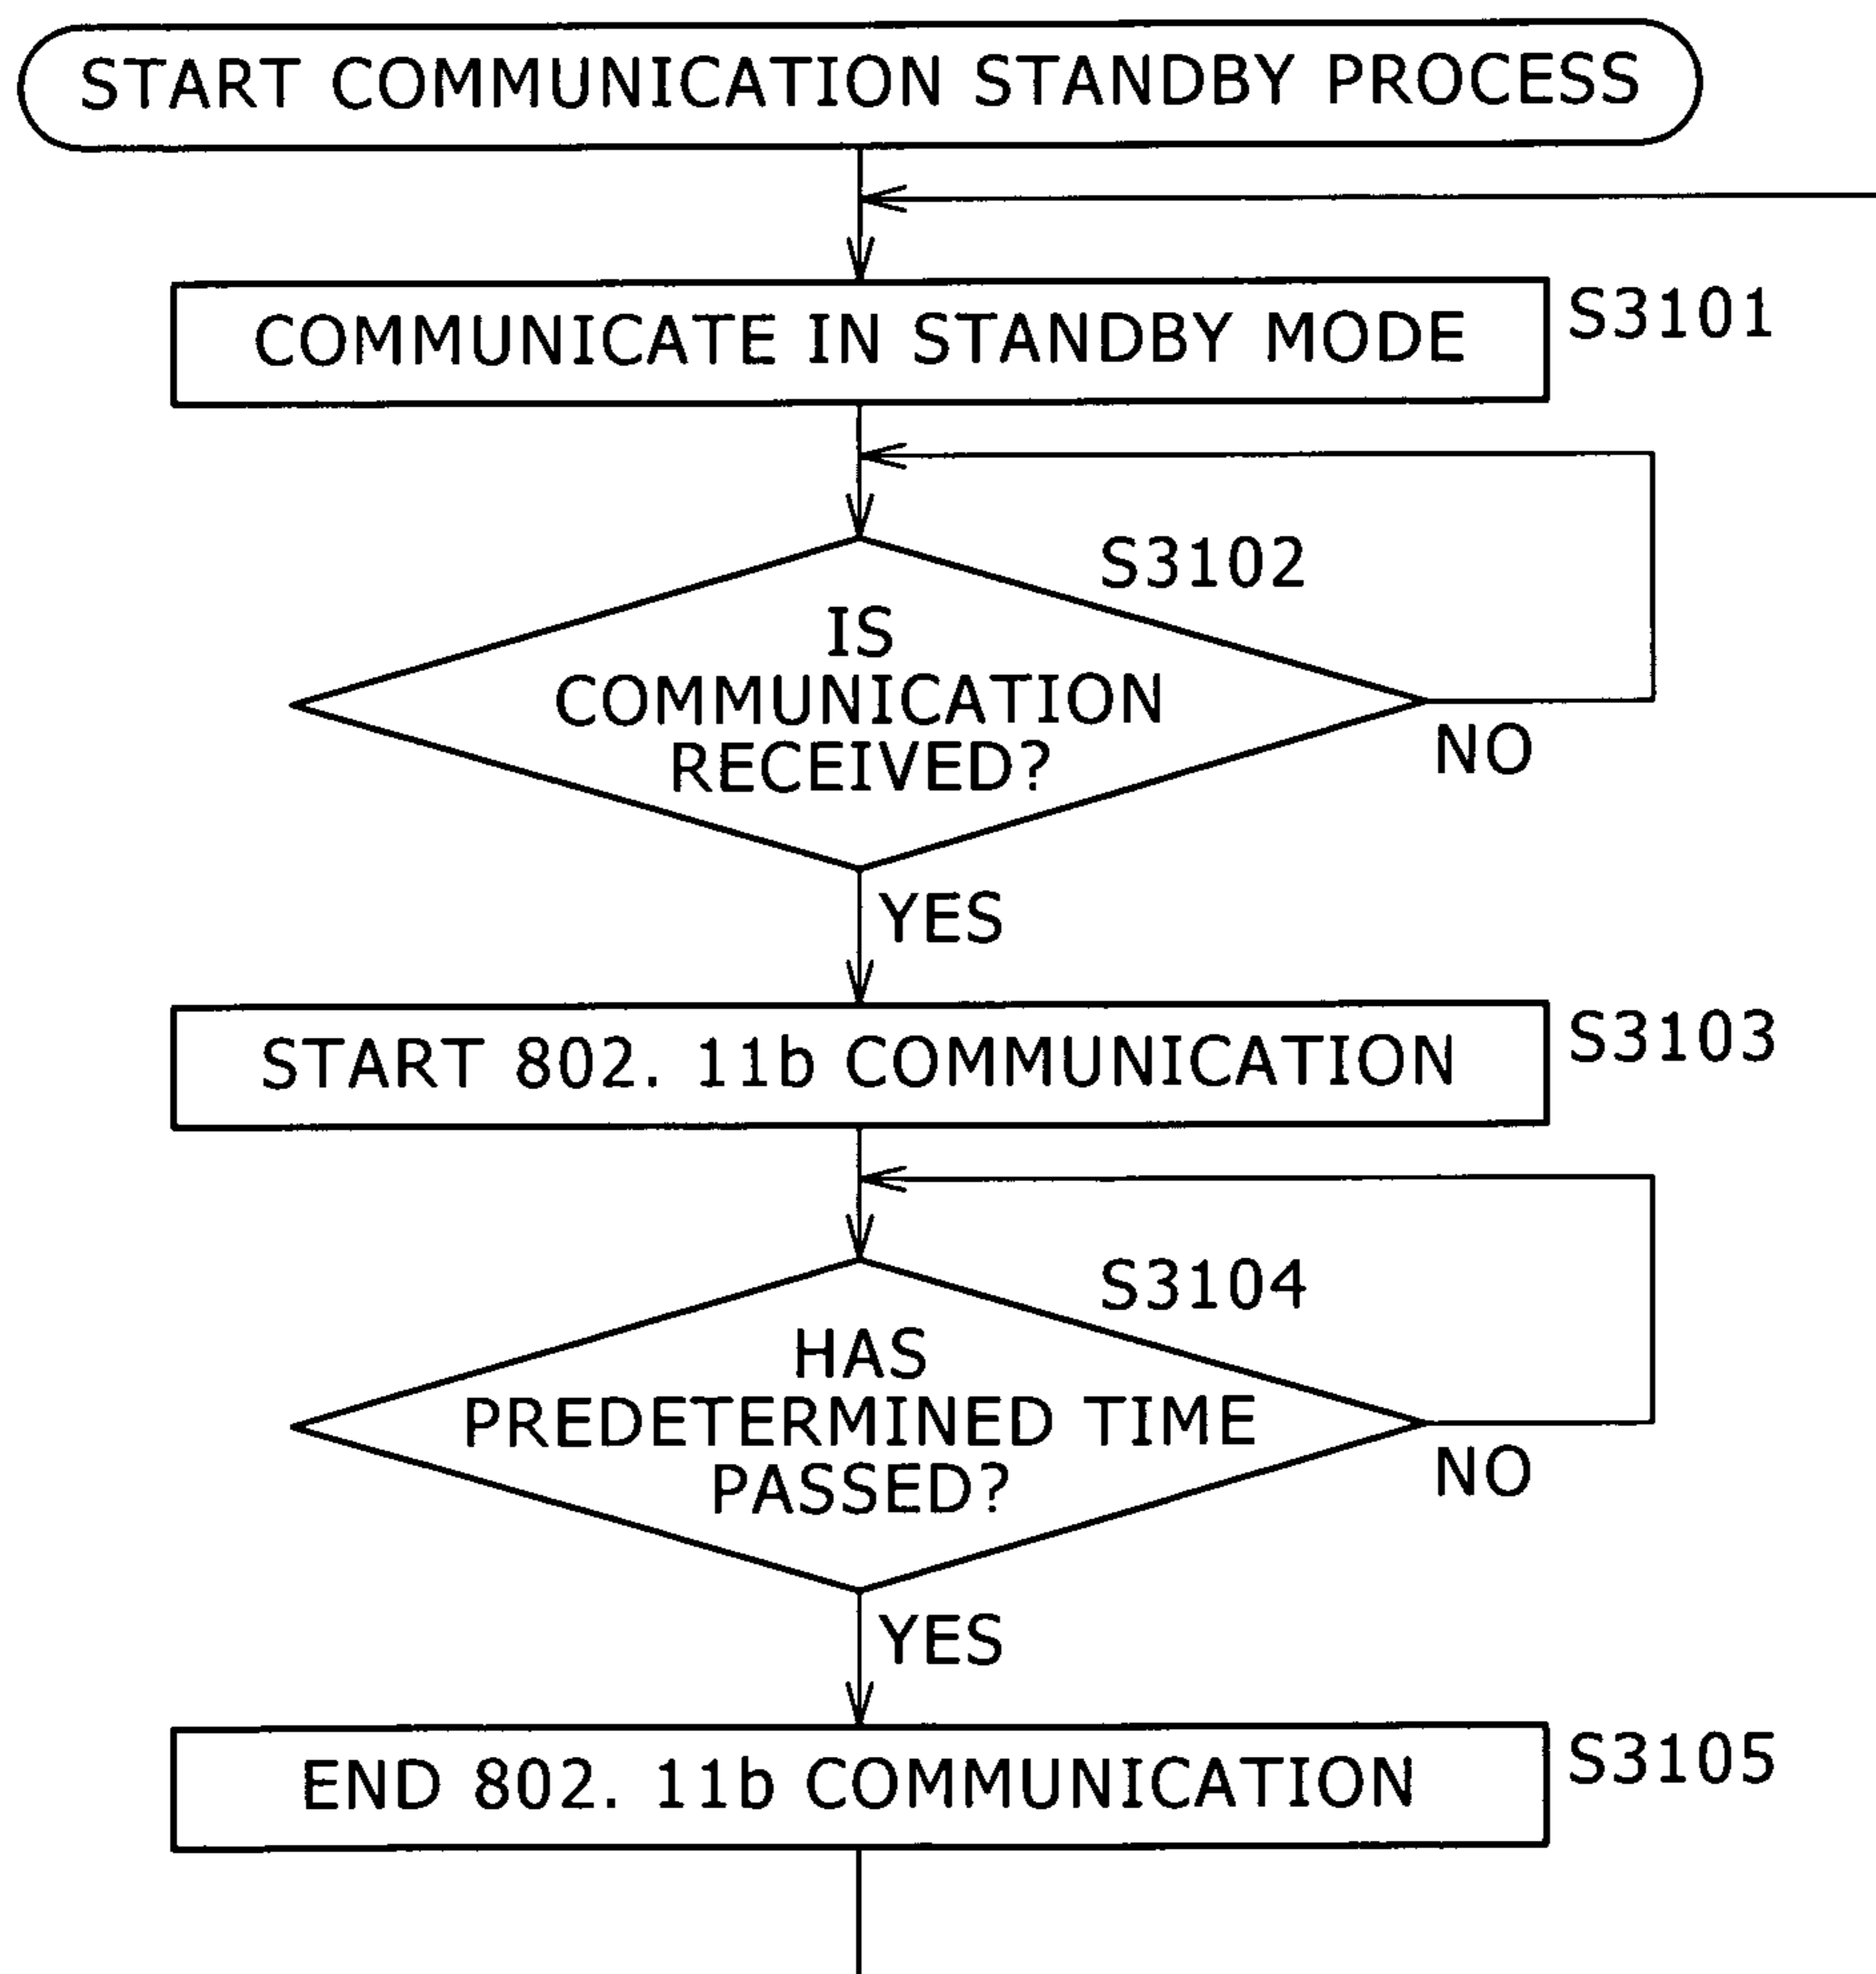 START COMMUNICATION STANDBY PROCESS
COMMUNICATE IN STANDBY MODE
S3101
S3102
IS
COMMUNICATION
RECEIVED?
NO
YES
START 802. 11b COMMUNICATION
S3103
S3104
HAS
PREDETERMINED TIME
PASSED?
NO
YES
END 802. 11b COMMUNICATION
S3105